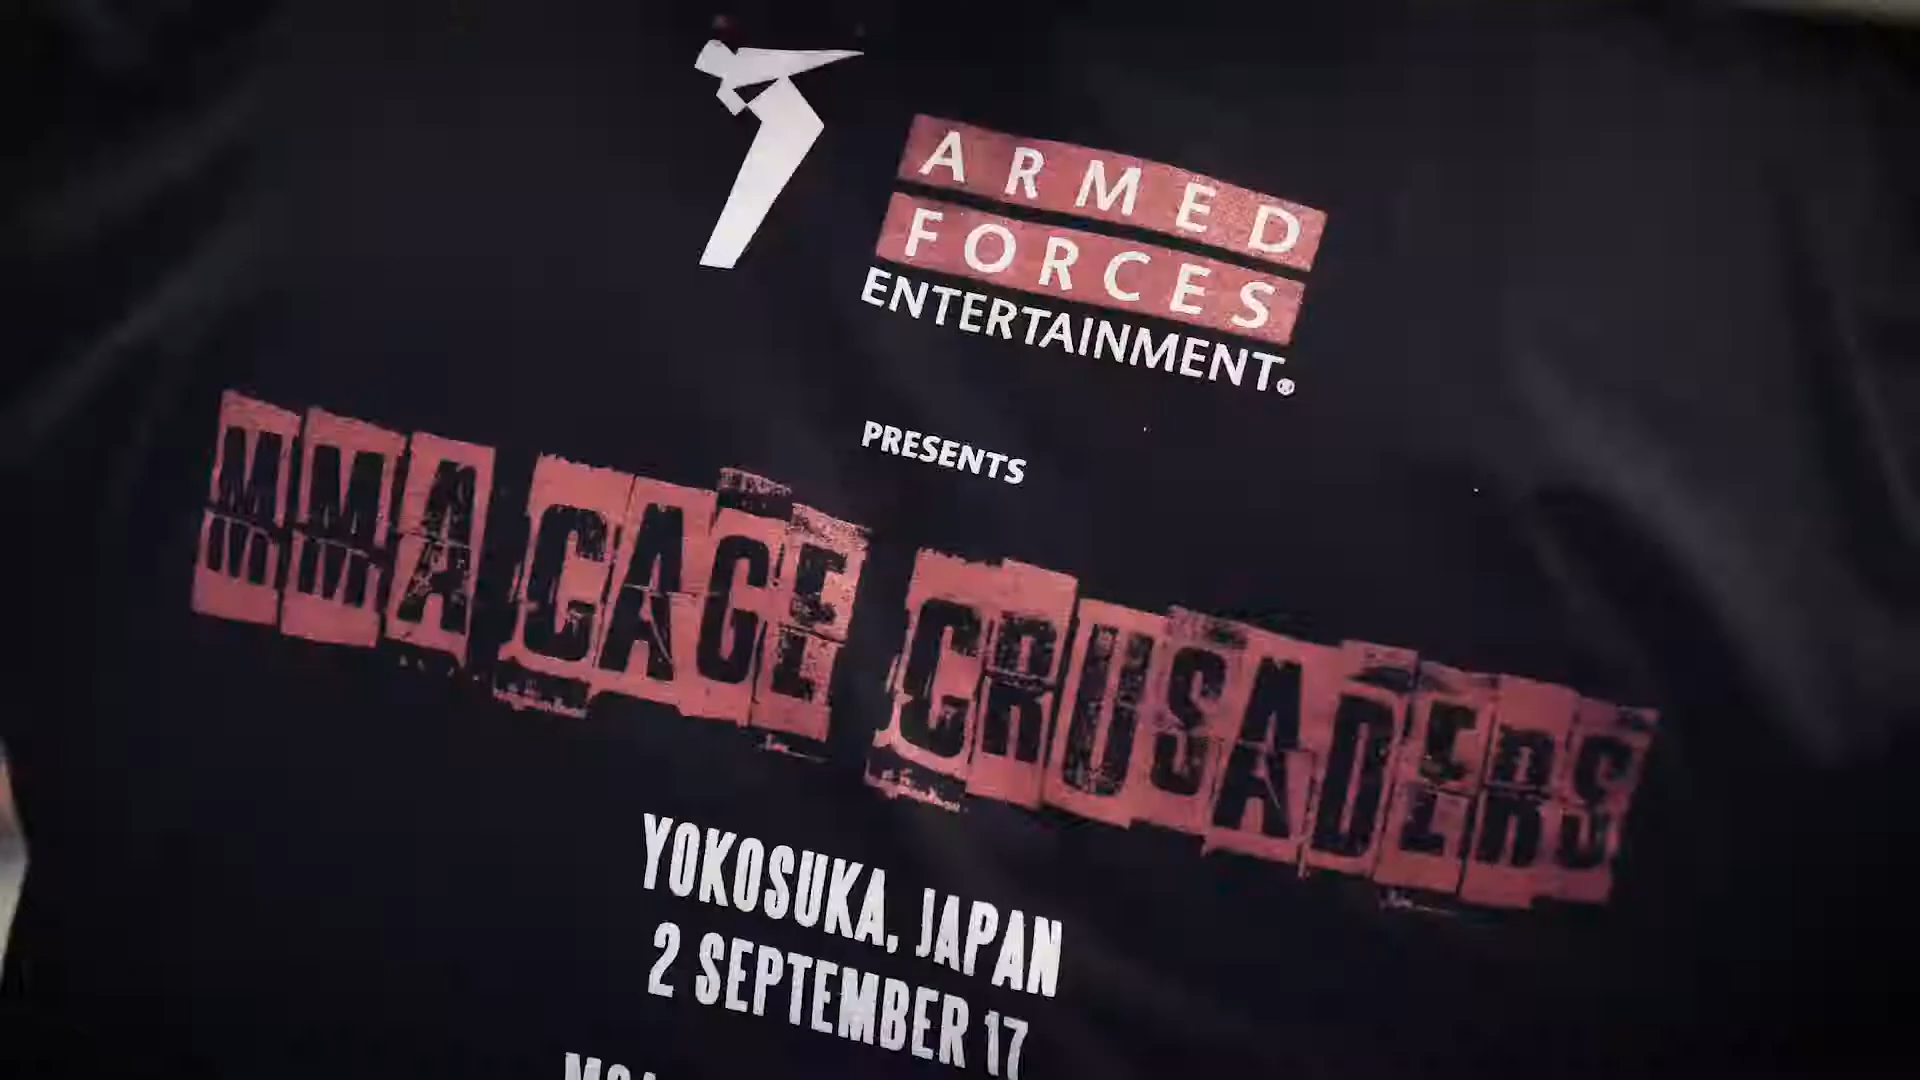 ARMED
FORCES
ENTERTAINMENT®
PRESENTS
MMA CAGE CRUSADERS
YOKOSUKA, JAPAN
2 SEPTEMBER 17